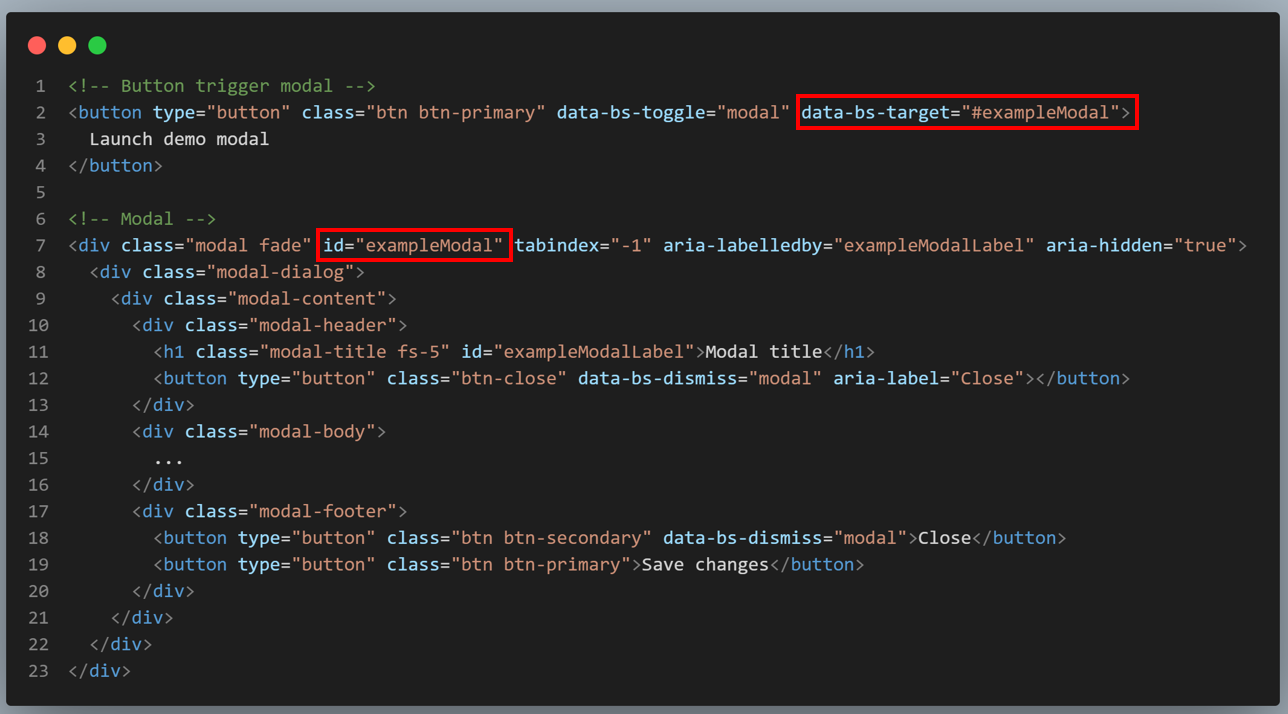 1 <!-- Button trigger modal -->
2 <button type="button" class="btn btn-primary" data-bs-toggle="modal" data-bs-target="#exampleModal">
3   Launch demo modal
4 </button>
5
6 <!-- Modal -->
7 <div class="modal fade" id="exampleModal" tabindex="-1" aria-labelledby="exampleModalLabel" aria-hidden="true">
8   <div class="modal-dialog">
9     <div class="modal-content">
10       <div class="modal-header">
11         <h1 class="modal-title fs-5" id="exampleModalLabel">Modal title</h1>
12         <button type="button" class="btn-close" data-bs-dismiss="modal" aria-label="Close"></button>
13       </div>
14       <div class="modal-body">
15         ...
16       </div>
17       <div class="modal-footer">
18         <button type="button" class="btn btn-secondary" data-bs-dismiss="modal">Close</button>
19         <button type="button" class="btn btn-primary">Save changes</button>
20       </div>
21     </div>
22   </div>
23 </div>